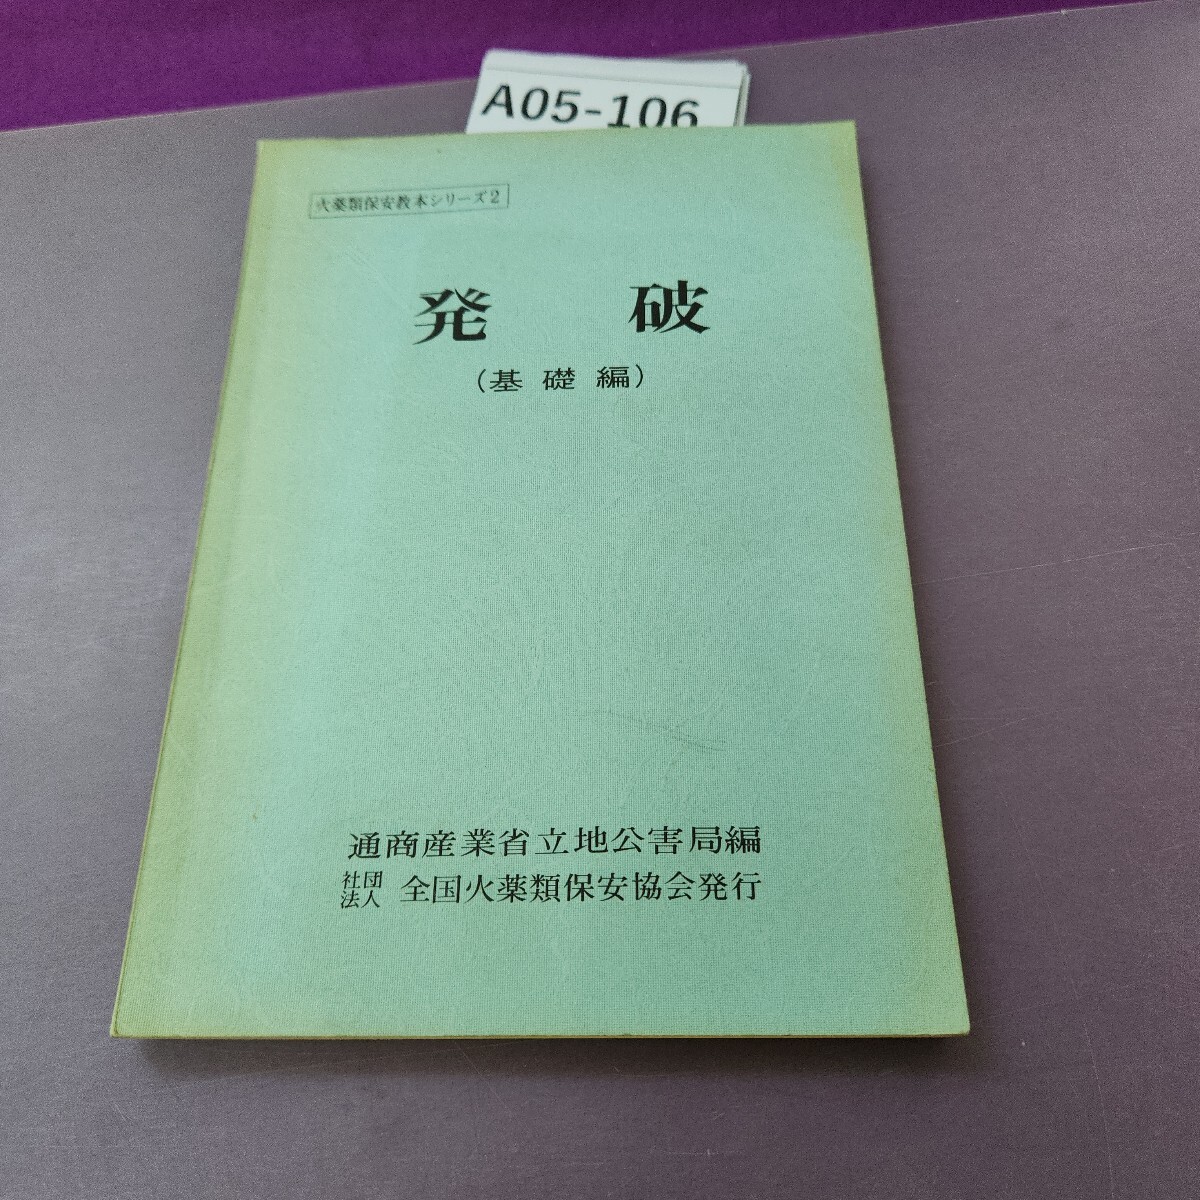 A05-106
火薬類保安教本シリーズ2
発破
(基礎編)
通商産業省立地公害局編
社団法人 全国火薬類保安協会発行